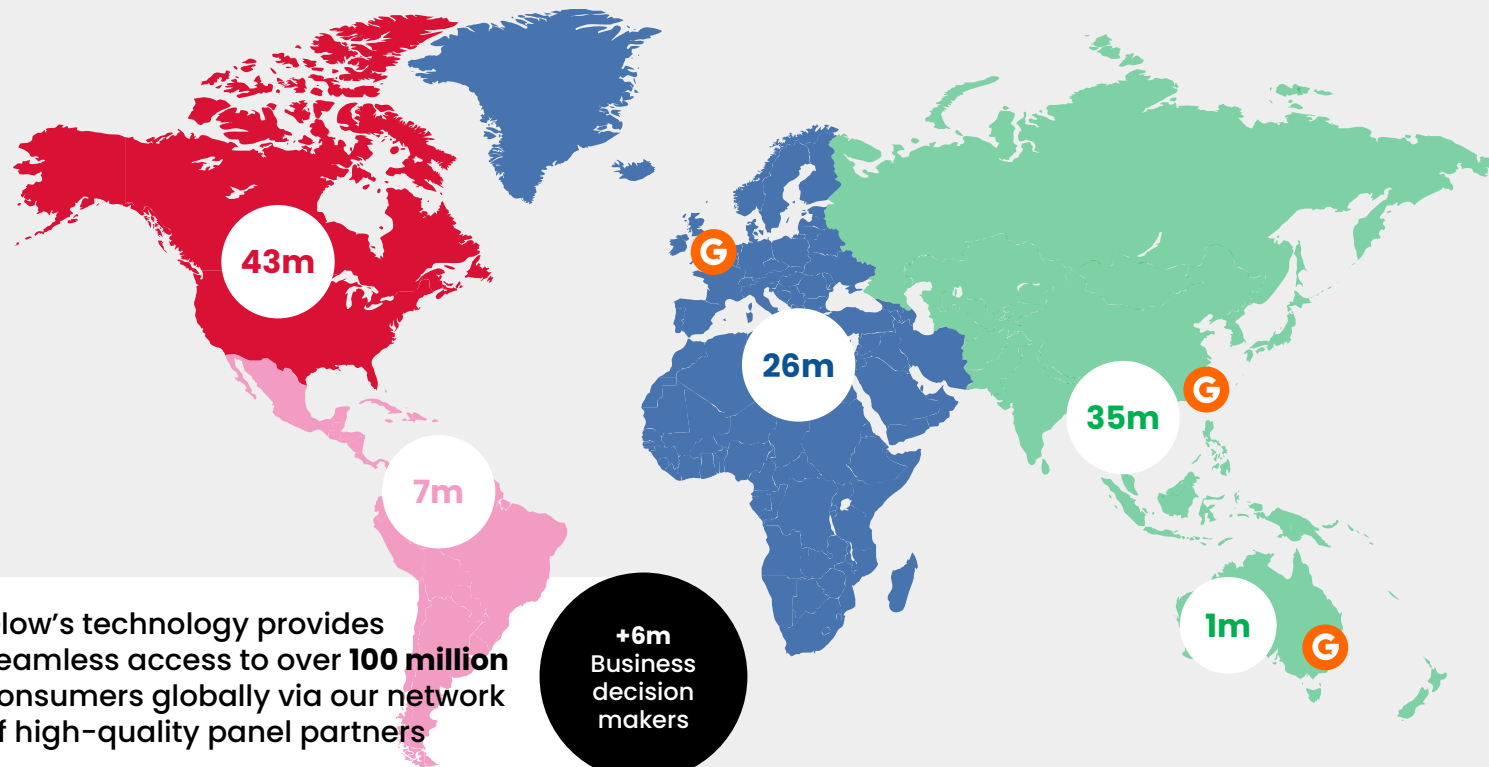 43m
G
26m
35m
G
7m
1m
G
low’s technology provides
eamless access to over 100 million
onsumers globally via our network
f high-quality panel partners
+6m
Business
decision
makers